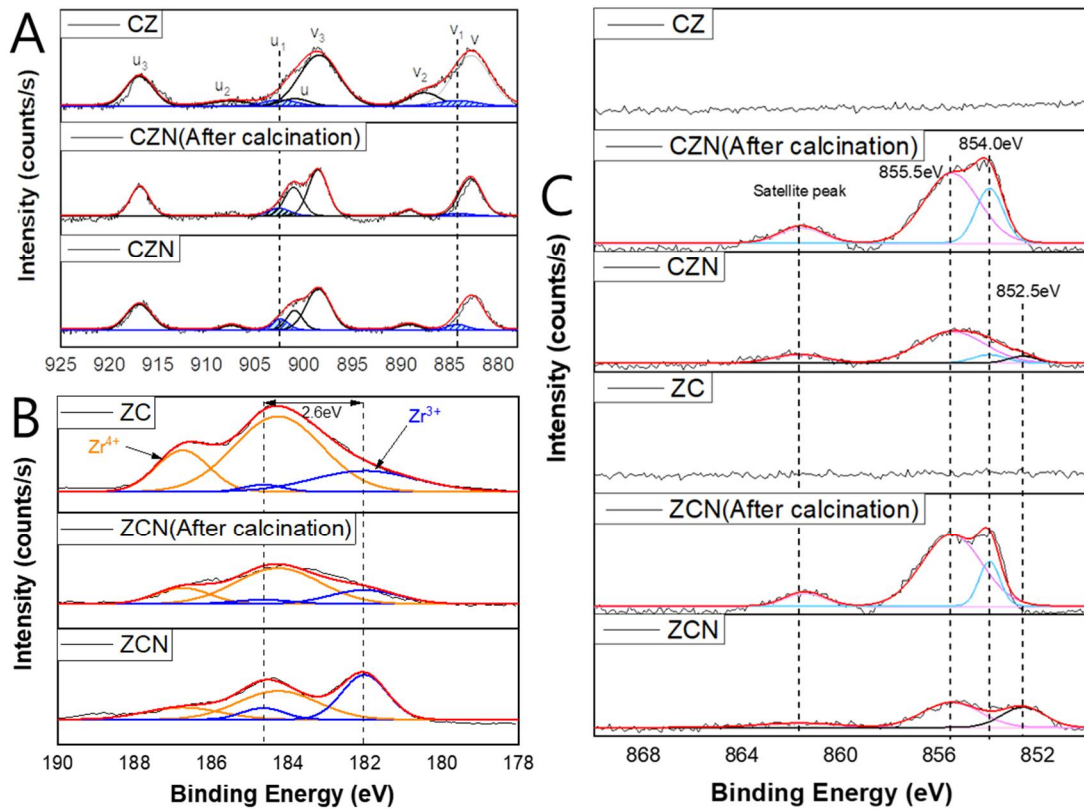 A
Intensity (counts/s)
CZ
u₃
u₂
u₁
u
v₃
v₂
v₁
v
CZN(After calcination)
CZN
925 920 915 910 905 900 895 890 885 880
B
Intensity (counts/s)
ZC
2.6eV
Zr³⁺
Zr⁴⁺
ZCN(After calcination)
ZCN
190 188 186 184 182 180 178
Binding Energy (eV)
C
Intensity (counts/s)
CZ
CZN(After calcination)
854.0eV
855.5eV
Satellite peak
CZN
852.5eV
ZC
ZCN(After calcination)
ZCN
868 864 860 856 852
Binding Energy (eV)